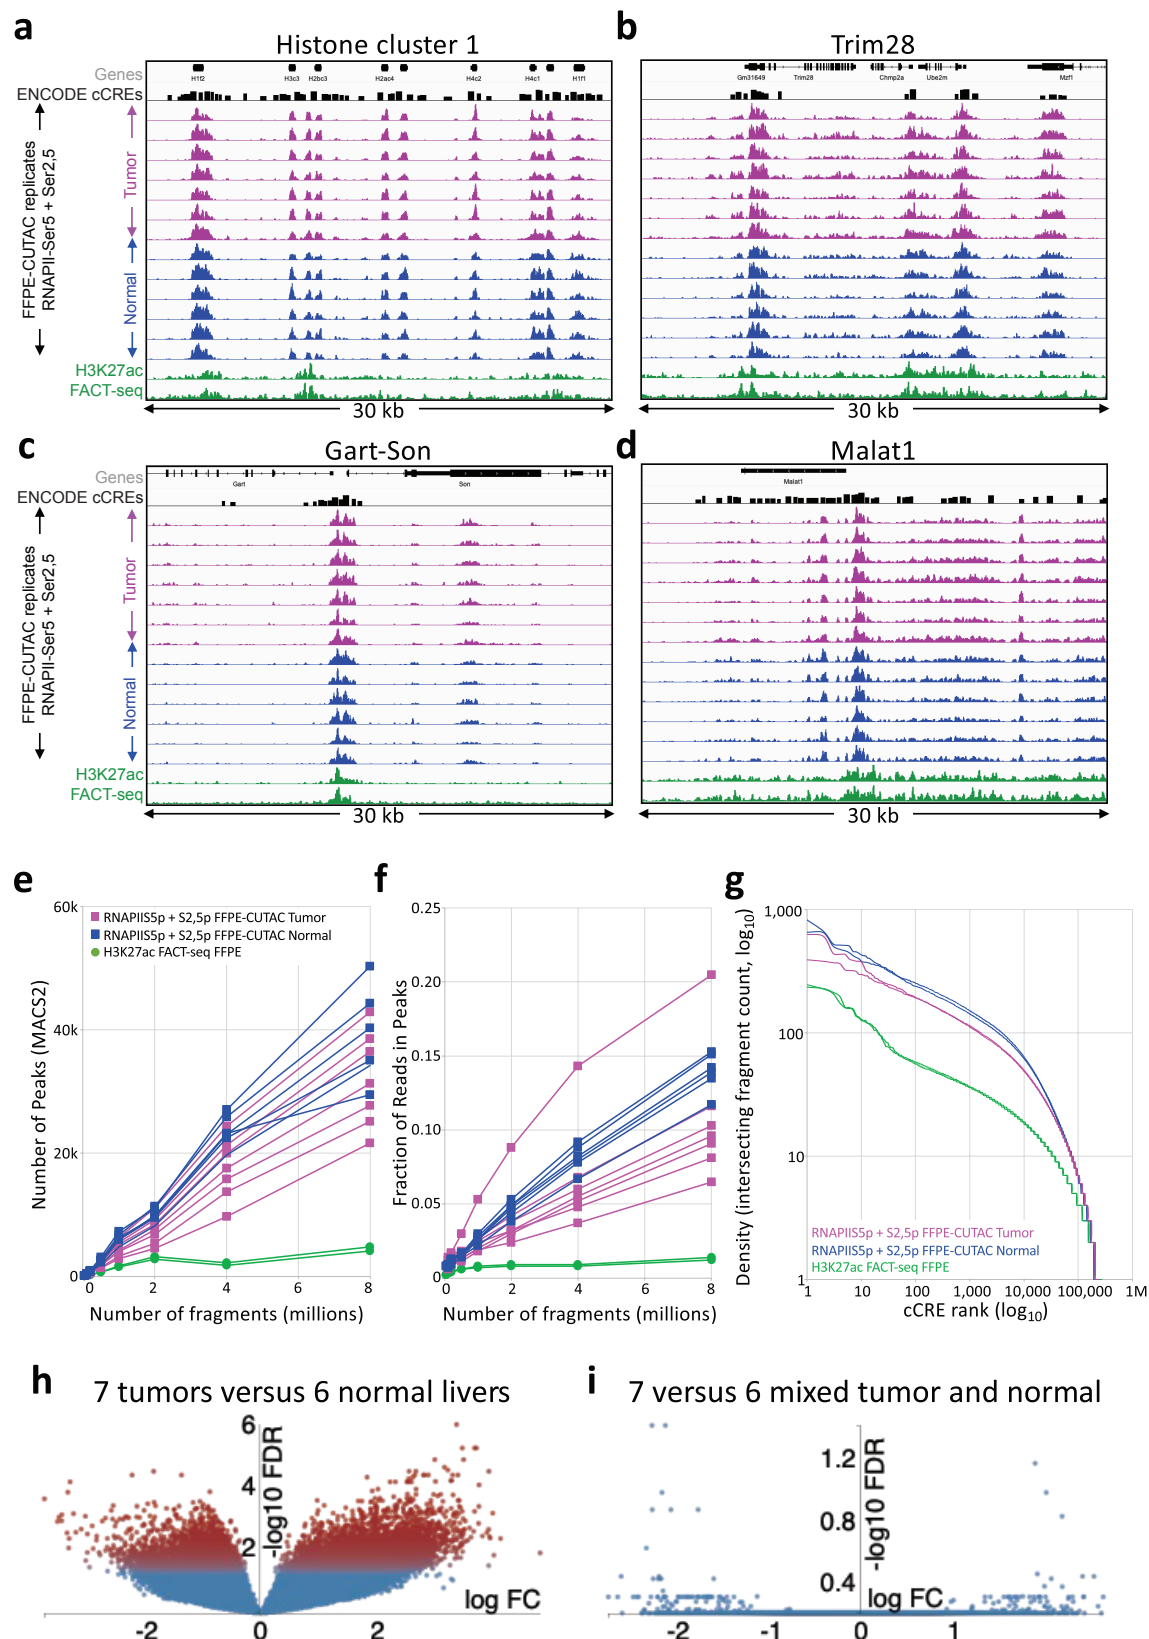 a
Histone cluster 1
Genes
H1f2 H3c3 H2bc3 H2ac4 H4c2 H4c1 H1f1
ENCODE cCREs
FFPE-CUTAC replicates
RNAPII-Ser5 + Ser2,5
Tumor
Normal
H3K27ac
FACT-seq
30 kb
b
Trim28
Gm31649 Trim28 Chmp2a Ube2m Mzf1
30 kb
c
Gart-Son
Genes
Gart Son
ENCODE cCREs
FFPE-CUTAC replicates
RNAPII-Ser5 + Ser2,5
Tumor
Normal
H3K27ac
FACT-seq
30 kb
d
Malat1
Malat1
30 kb
e
Number of Peaks (MACS2)
60k
40k
20k
0
RNAPIIS5p + S2,5p FFPE-CUTAC Tumor
RNAPIIS5p + S2,5p FFPE-CUTAC Normal
H3K27ac FACT-seq FFPE
0 2 4 6 8
Number of fragments (millions)
f
Fraction of Reads in Peaks
0.25
0.20
0.15
0.10
0.05
0
0 2 4 6 8
Number of fragments (millions)
g
Density (intersecting fragment count, log10)
1,000
100
10
1
RNAPIIS5p + S2,5p FFPE-CUTAC Tumor
RNAPIIS5p + S2,5p FFPE-CUTAC Normal
H3K27ac FACT-seq FFPE
1 10 100 1,000 10,000 100,000 1M
cCRE rank (log10)
h
7 tumors versus 6 normal livers
6
4
2
-log10 FDR
log FC
-2 0 2
i
7 versus 6 mixed tumor and normal
1.2
0.8
0.4
-log10 FDR
log FC
-2 -1 0 1